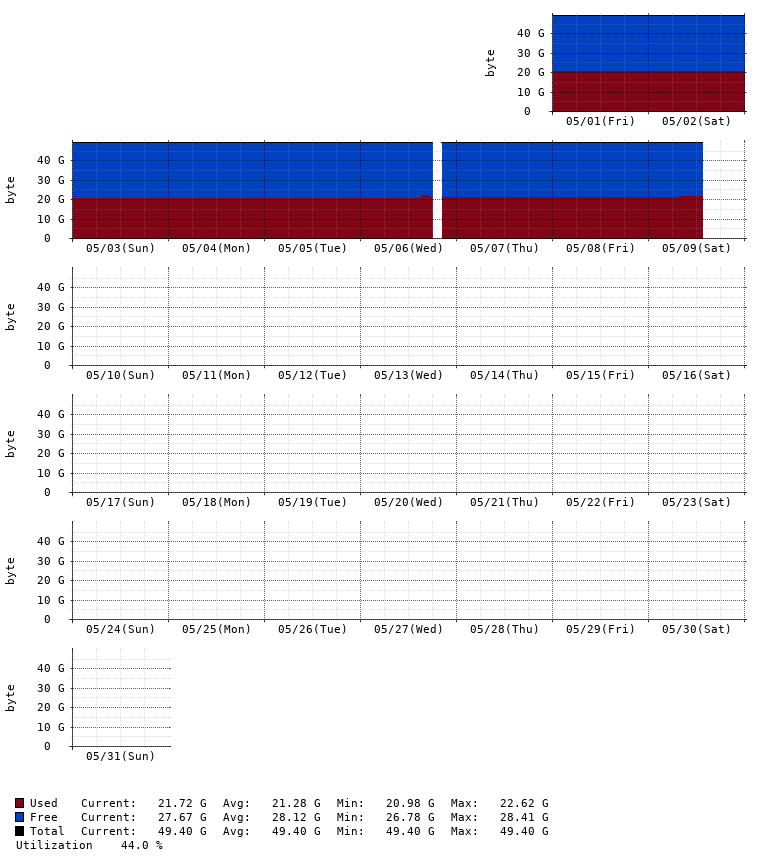 40 G
30 G
20 G
10 G
0
byte
05/01(Fri) 05/02(Sat)
40 G
30 G
20 G
10 G
0
byte
05/03(Sun) 05/04(Mon) 05/05(Tue) 05/06(Wed) 05/07(Thu) 05/08(Fri) 05/09(Sat)
40 G
30 G
20 G
10 G
0
byte
05/10(Sun) 05/11(Mon) 05/12(Tue) 05/13(Wed) 05/14(Thu) 05/15(Fri) 05/16(Sat)
40 G
30 G
20 G
10 G
0
byte
05/17(Sun) 05/18(Mon) 05/19(Tue) 05/20(Wed) 05/21(Thu) 05/22(Fri) 05/23(Sat)
40 G
30 G
20 G
10 G
0
byte
05/24(Sun) 05/25(Mon) 05/26(Tue) 05/27(Wed) 05/28(Thu) 05/29(Fri) 05/30(Sat)
40 G
30 G
20 G
10 G
0
byte
05/31(Sun)
Used Current: 21.72 G Avg: 21.28 G Min: 20.98 G Max: 22.62 G
Free Current: 27.67 G Avg: 28.12 G Min: 26.78 G Max: 28.41 G
Total Current: 49.40 G Avg: 49.40 G Min: 49.40 G Max: 49.40 G
Utilization 44.0 %